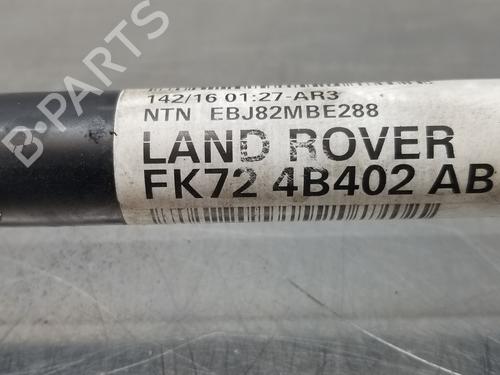 142/16 01:27-AR3
NTN EBJ82MBE288
LAND ROVER
FK72 4B402 AB
B-PARTS